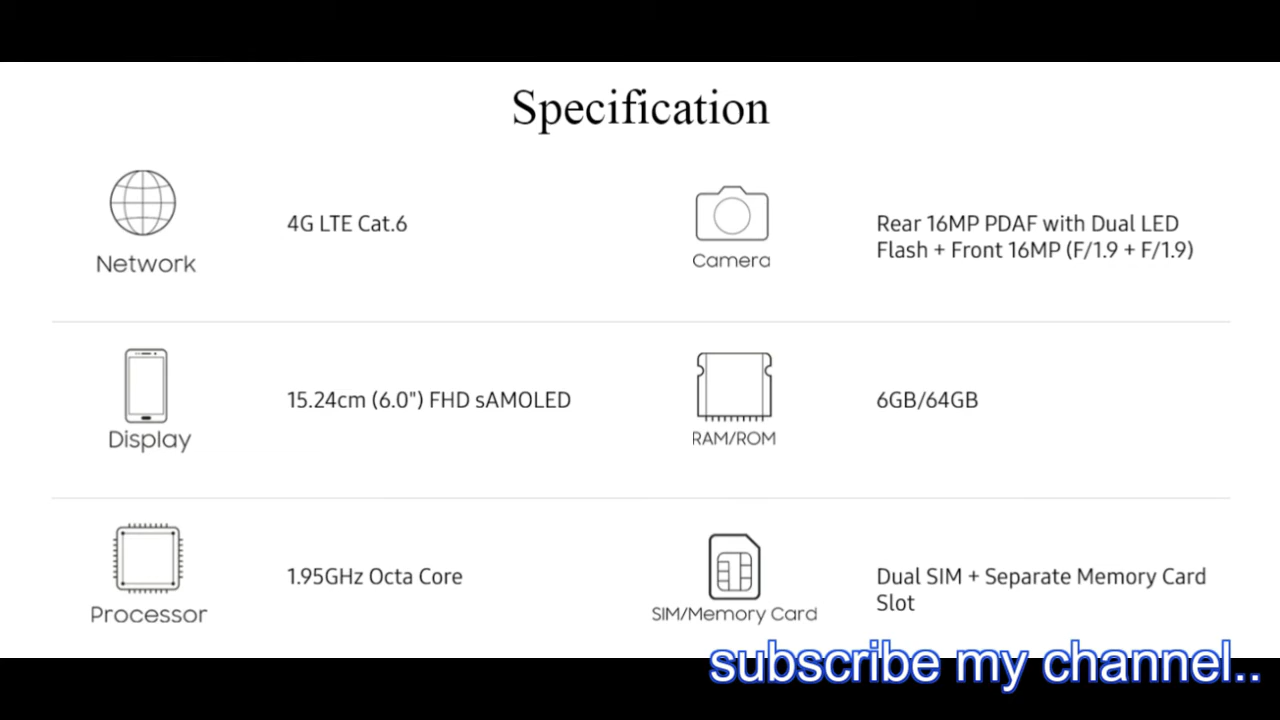 Specification
Network
4G LTE Cat.6
Camera
Rear 16MP PDAF with Dual LED
Flash + Front 16MP (F/1.9 + F/1.9)
Display
15.24cm (6.0") FHD sAMOLED
RAM/ROM
6GB/64GB
Processor
1.95GHz Octa Core
SIM/Memory Card
Dual SIM + Separate Memory Card
Slot
subscribe my channel..